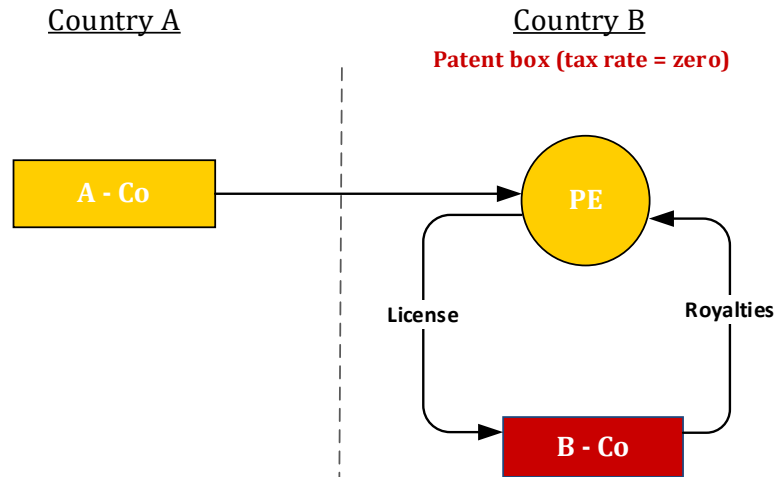 Country A
Country B
Patent box (tax rate = zero)
A - Co
PE
License
Royalties
B - Co